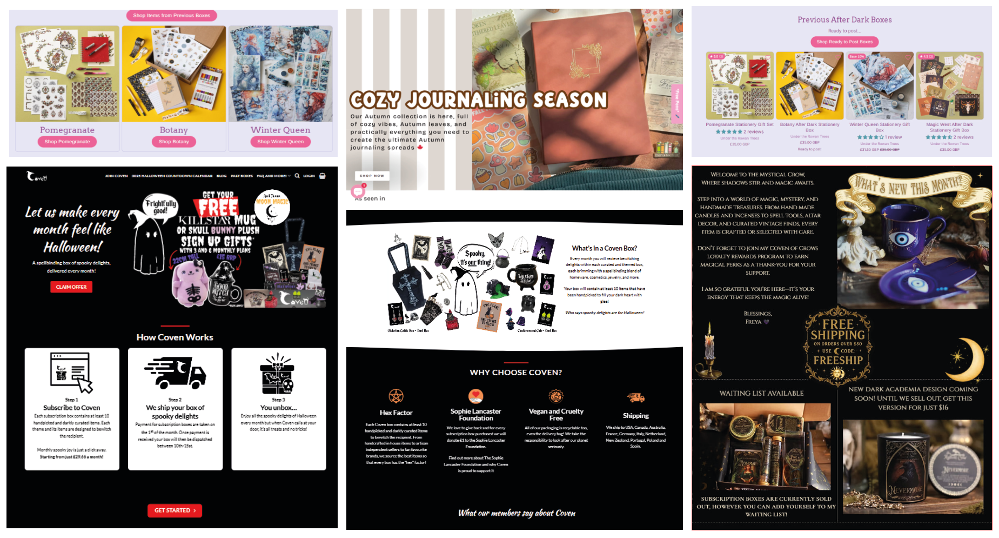 Shop Items from Previous Boxes
Pomegranate
Shop Pomegranate
Botany
Shop Botany
Winter Queen
Shop Winter Queen
COZY JOURNALING SEASON
Our Autumn collection is here, full
of cozy vibes, Autumn leaves, and
practically everything you need to
create the ultimate Autumn
journaling spreads 🍁
SHOP NOW
As seen in
*Free Pens*
Previous After Dark Boxes
Ready to post...
Shop Ready to Post Boxes
★ 5.0 (2)
Save 10%
★ 4.5 (2)
Pomegranate Stationery Gift Set
★★★★★ 2 reviews
Under the Rowan Trees
£35.00 GBP
Botany After Dark Stationery
Box
Under the Rowan Trees
£35.00 GBP
Ready to post!
Winter Queen Stationery Gift
Box
★★★★☆ 1 review
Under the Rowan Trees
£31.50 GBP £35.00 GBP
Magic West After Dark
Stationery Gift Box
2 reviews
Under the Rowan Trees
£35.00 GBP
Coven
JOIN COVEN 2025 HALLOWEEN COUNTDOWN CALENDAR BLOG PAST BOXES FAQ AND MORE! LOGIN
Let us make every
month feel like
Halloween!
A spellbinding box of spooky delights,
delivered every month!
CLAIM OFFER
Frightfully
good!
GET YOUR
FREE
KILLSTAR MUG
OR SKULL BUNNY PLUSH
SIGN UP GIFTS*
WITH 3 AND 6 MONTHLY PLANS
And Texas
MOON MAGIC
22CM TALL
£15 RRP
GOOD
WITCH
Coven
How Coven Works
Step 1
Subscribe to Coven
Each subscription box contains at least 10
handpicked and darkly curated items. Each
theme and its items are designed to bewitch
the recipient.
Monthly spooky joy is just a click away.
Starting from just £29.66 a month!
Step 2
We ship your box of
spooky delights
Payment for subscription boxes are taken on
the 1st of the month. Once payment is
received your box will then be dispatched
between 10th-15st.
Step 3
You unbox...
Enjoy all the spooky delights of Halloween
every month but when Coven calls at your
door, it's all treats and no tricks!
GET STARTED >
Spooky,
it's our thing!
Victorian Gothic Box - Past Box
Cauldrons and Cats - Past Box
What's in a Coven Box?
Every month you will recieve bewitching
delights within each curated and themed box,
each brimming with a spellbinding blend of
homeware, cosmetics, jewelry, and more.
Your box will contain at least 10 items that have
been handpicked to fill your dark heart with
glee!
Who says spooky delights are for Halloween!
WHY CHOOSE COVEN?
Hex Factor
Each Coven box contains at least 10
handpicked and darkly curated items
to bewitch the recipient. From
handcrafted in house items to artisan
independent sellers to fan favourite
brands, we source the best items so
that every box has the "hex" factor!
Sophie Lancaster
Foundation
We love to give back and for every
subscription box purchased we will
donate £1 to the Sophie Lancaster
Foundation.
Find out more about The Sophie
Lancaster Foundation and why Coven
is proud to support it
Vegan and Cruelty
Free
All of our packaging is recyclable too,
even the delivery bag! We take the
responsibility to look after our planet
seriously.
Shipping
We ship to USA, Canada, Australia,
France, Germany, Italy, Netherland,
New Zealand, Portugal, Poland and
Spain.
What our members say about Coven
WELCOME TO THE MYSTICAL CROW,
WHERE SHADOWS STIR AND MAGIC AWAITS.
STEP INTO A WORLD OF MAGIC, MYSTERY, AND
HANDMADE TREASURES. FROM HAND MADE
CANDLES AND INCENSES TO SPELL TOOLS, ALTAR
DECOR, AND CURATED VINTAGE FINDS, EVERY
ITEM IS CRAFTED OR SELECTED WITH CARE.
DON'T FORGET TO JOIN MY COVEN OF CROWS
LOYALTY REWARDS PROGRAM TO EARN
MAGICAL PERKS AS A THANK-YOU FOR YOUR
SUPPORT.
I AM SO GRATEFUL YOU'RE HERE—IT'S YOUR
ENERGY THAT KEEPS THE MAGIC ALIVE!
BLESSINGS,
FREYA 🖤
WHAT'S NEW THIS MONTH?
FREE
SHIPPING
ON ORDERS OVER $50
USE CODE
FREESHIP
WAITING LIST AVAILABLE
ROSEMARY
SUBSCRIPTION BOXES ARE CURRENTLY SOLD
OUT, HOWEVER YOU CAN ADD YOURSELF TO MY
WAITING LIST!
NEW DARK ACADEMIA DESIGN COMING
SOON! UNTIL WE SELL OUT, GET THIS
VERSION FOR JUST $16
NEVERMORE
NEVERMORE